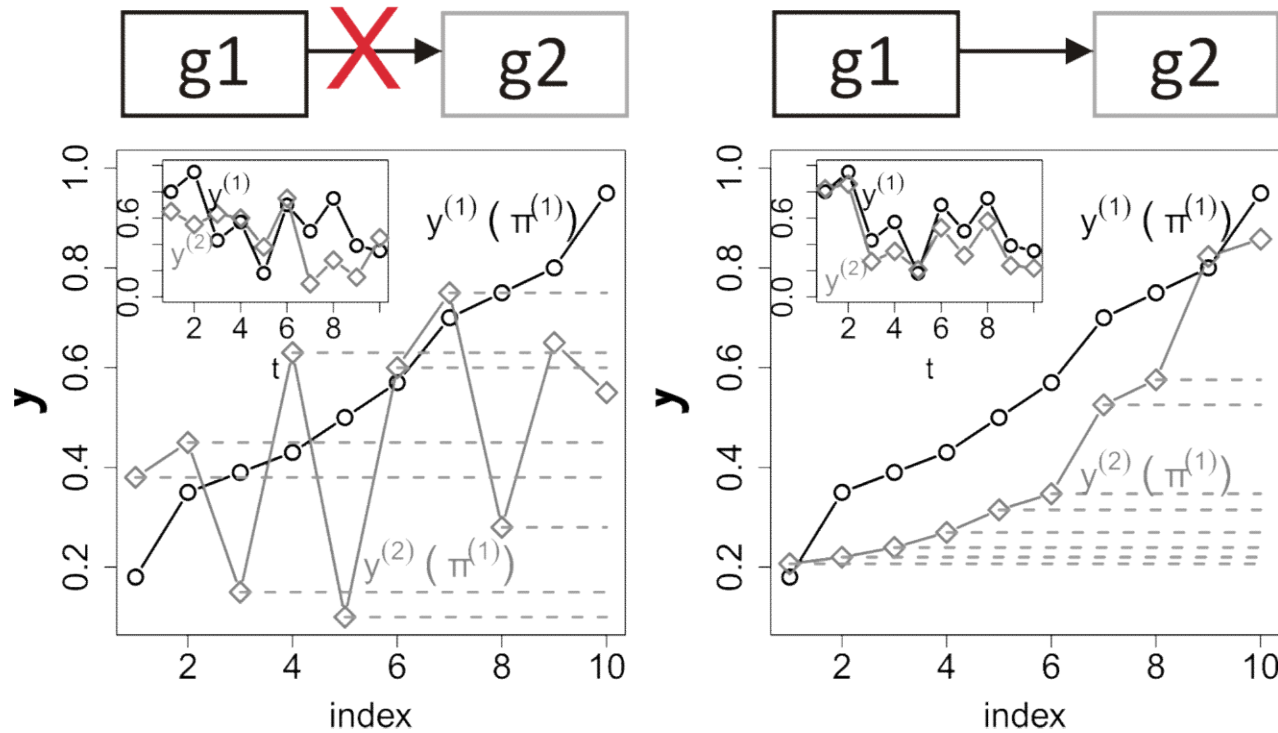 g1 X g2
1.0
0.8
0.6
0.4
0.2
y
0.6
0.0
y(1)
y(2)
2 4 6 8
t
y(1) ( π(1))
y(2) ( π(1))
2 4 6 8 10
index
g1 g2
1.0
0.8
0.6
0.4
0.2
y
0.6
0.0
y(1)
y(2)
2 4 6 8
t
y(1) ( π(1))
y(2) ( π(1))
2 4 6 8 10
index